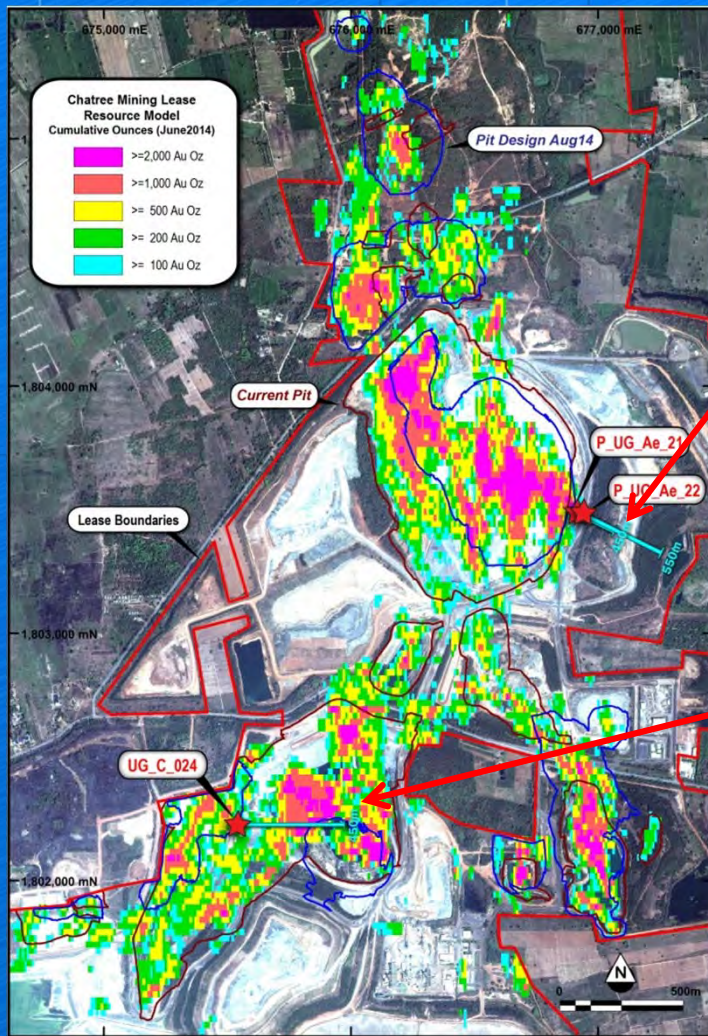 675,000 mE
676,000 mE
677,000 mE
Chatree Mining Lease
Resource Model
Cumulative Ounces (June2014)
>=2,000 Au Oz
>=1,000 Au Oz
>= 500 Au Oz
>= 200 Au Oz
>= 100 Au Oz
Pit Design Aug14
1,804,000 mN
Current Pit
P_UG_Ae_21
P_UG_Ae_22
550m
Lease Boundaries
1,803,000 mN
UG_C_024
450m
1,802,000 mN
N
0
500m